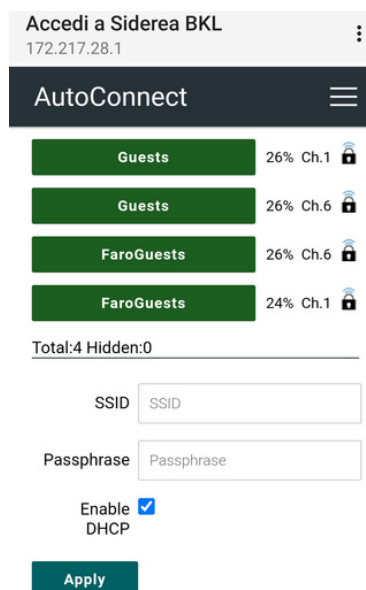 Accedi a Siderea BKL
172.217.28.1
AutoConnect
Guests 26% Ch.1
Guests 26% Ch.6
FaroGuests 26% Ch.6
FaroGuests 24% Ch.1
Total:4 Hidden:0
SSID SSID
Passphrase Passphrase
Enable
DHCP
Apply